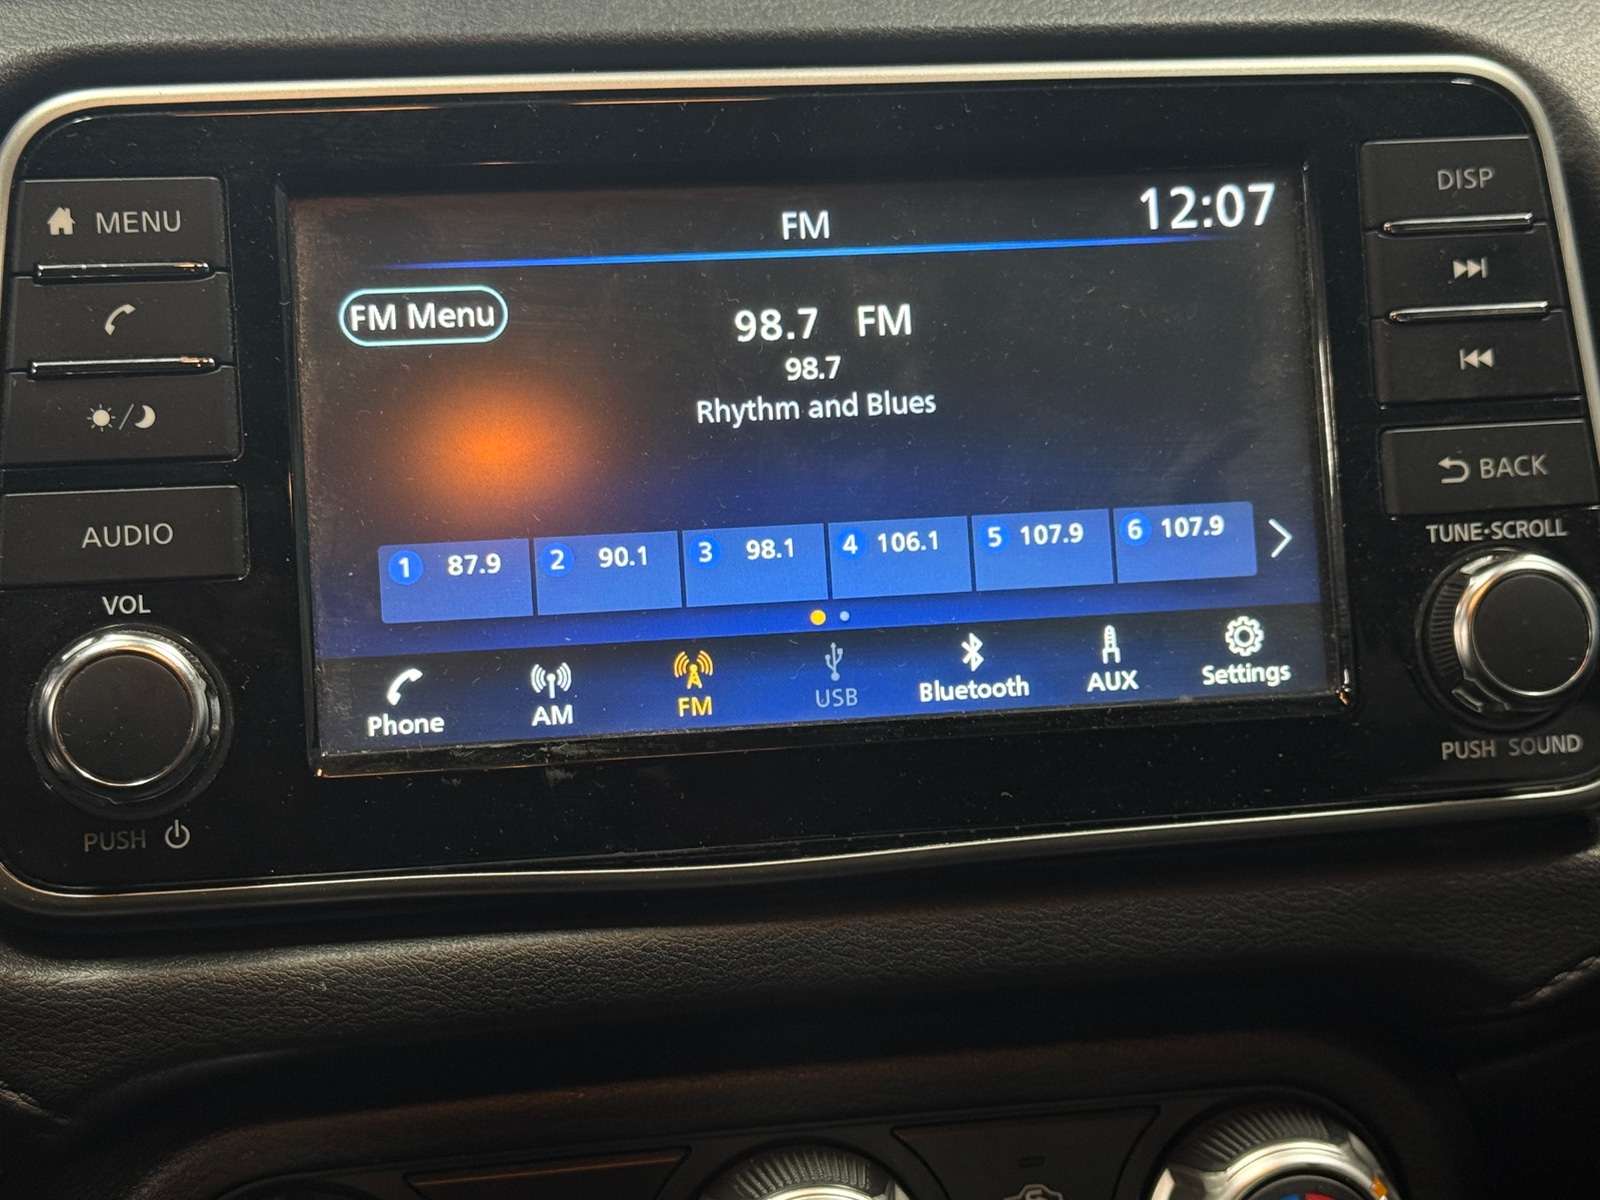 MENU
AUDIO
VOL
PUSH
FM
12:07
FM Menu
98.7 FM
98.7
Rhythm and Blues
1 87.9
2 90.1
3 98.1
4 106.1
5 107.9
6 107.9
Phone
AM
FM
USB
Bluetooth
AUX
Settings
DISP
BACK
TUNE·SCROLL
PUSH SOUND